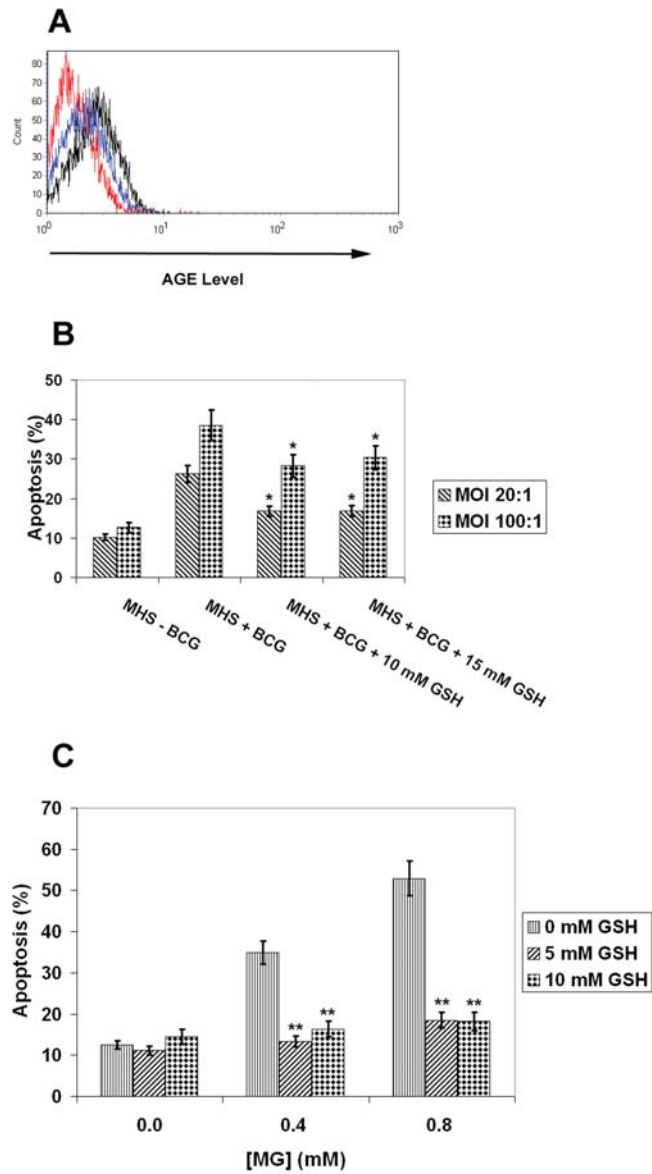 A
80
70
60
50
40
30
20
10
0
Count
10^0
10^1
10^2
10^3
AGE Level
B
50
40
30
20
10
0
Apoptosis (%)
* * * *
MHS - BCG
MHS + BCG
MHS + BCG + 10 mM GSH
MHS + BCG + 15 mM GSH
MOI 20:1
MOI 100:1
C
70
60
50
40
30
20
10
0
Apoptosis (%)
** ** ** **
0.0 0.4 0.8
[MG] (mM)
0 mM GSH
5 mM GSH
10 mM GSH